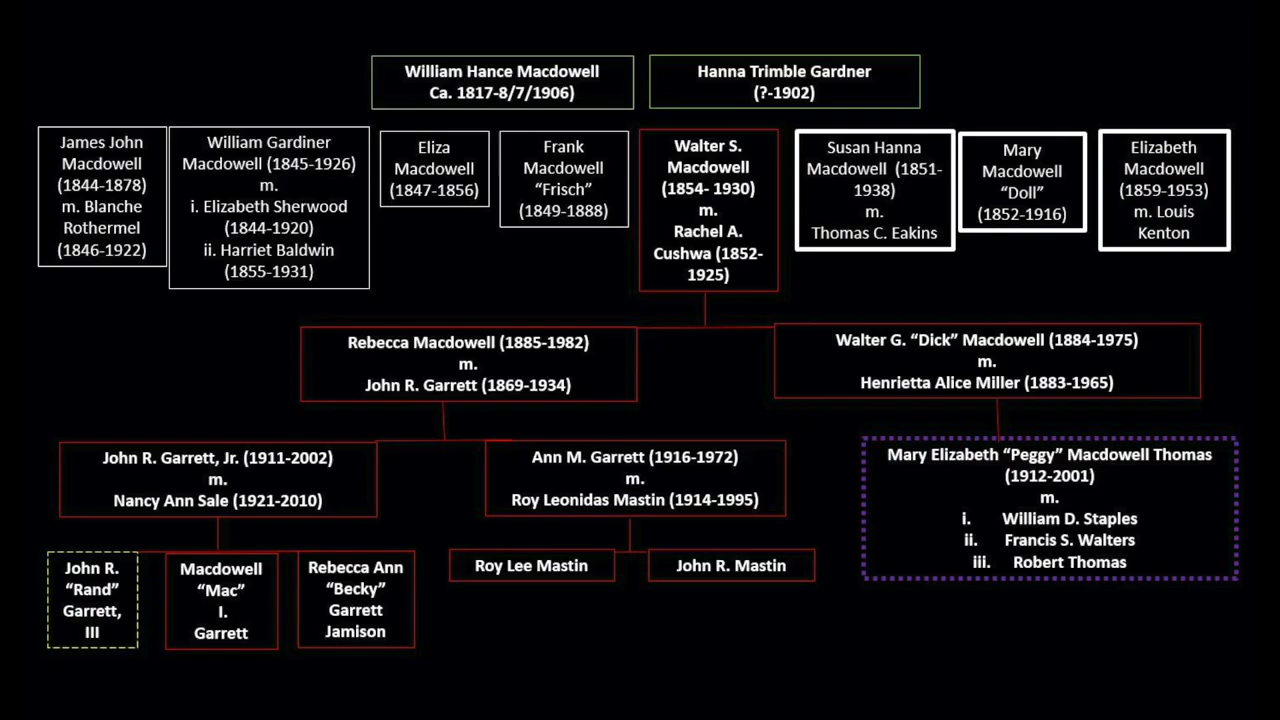 William Hance Macdowell
Ca. 1817-8/7/1906)
Hanna Trimble Gardner
(?-1902)
James John
Macdowell
(1844-1878)
m. Blanche
Rothermel
(1846-1922)
William Gardiner
Macdowell (1845-1926)
m.
i. Elizabeth Sherwood
(1844-1920)
ii. Harriet Baldwin
(1855-1931)
Eliza
Macdowell
(1847-1856)
Frank
Macdowell
“Frisch”
(1849-1888)
Walter S.
Macdowell
(1854- 1930)
m.
Rachel A.
Cushwa (1852-
1925)
Susan Hanna
Macdowell (1851-
1938)
m.
Thomas C. Eakins
Mary
Macdowell
“Doll”
(1852-1916)
Elizabeth
Macdowell
(1859-1953)
m. Louis
Kenton
Rebecca Macdowell (1885-1982)
m.
John R. Garrett (1869-1934)
Walter G. “Dick” Macdowell (1884-1975)
m.
Henrietta Alice Miller (1883-1965)
John R. Garrett, Jr. (1911-2002)
m.
Nancy Ann Sale (1921-2010)
Ann M. Garrett (1916-1972)
m.
Roy Leonidas Mastin (1914-1995)
Mary Elizabeth “Peggy” Macdowell Thomas
(1912-2001)
m.
i. William D. Staples
ii. Francis S. Walters
iii. Robert Thomas
John R.
“Rand”
Garrett,
III
Macdowell
“Mac”
I.
Garrett
Rebecca Ann
“Becky”
Garrett
Jamison
Roy Lee Mastin
John R. Mastin